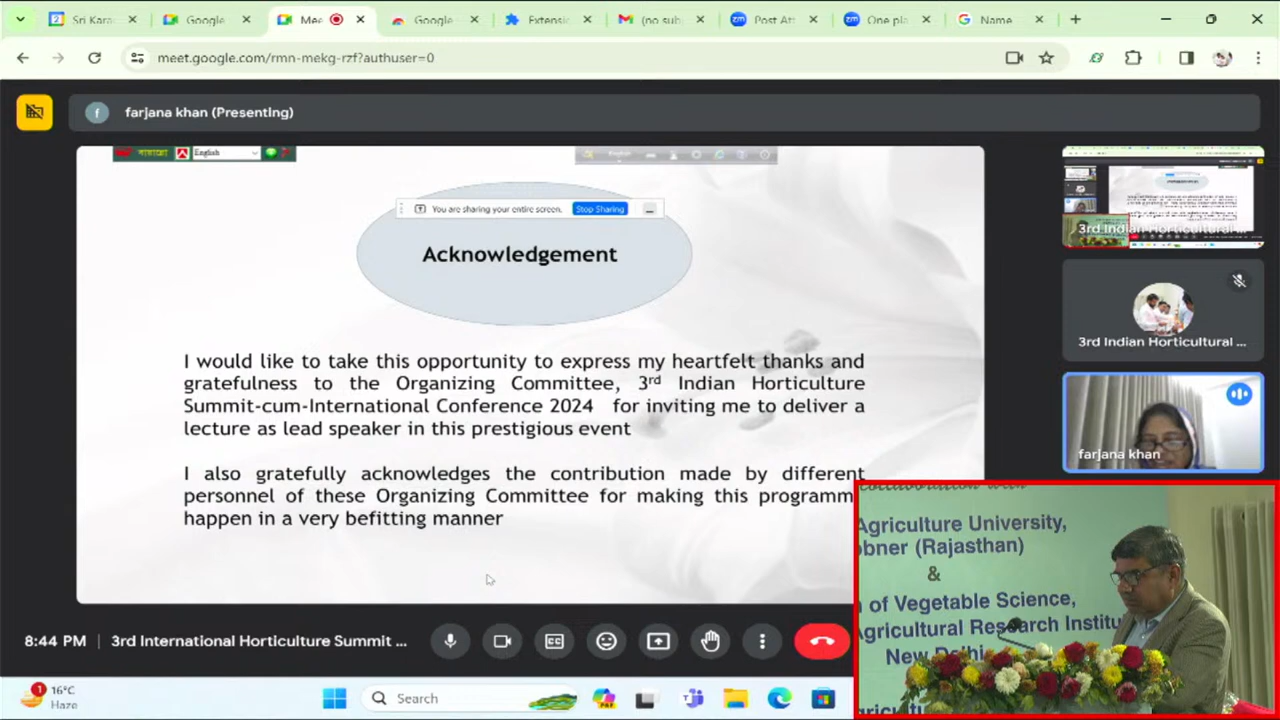 Sri Kara
Google
Mee
Google
Extensi
(no sub
Post Att
One pla
Name
meet.google.com/rmn-mekg-rzf?authuser=0
f farjana khan (Presenting)
English
You are sharing your entire screen.
Stop Sharing
Acknowledgement
I would like to take this opportunity to express my heartfelt thanks and
gratefulness to the Organizing Committee, 3rd Indian Horticulture
Summit-cum-International Conference 2024 for inviting me to deliver a
lecture as lead speaker in this prestigious event
I also gratefully acknowledges the contribution made by different
personnel of these Organizing Committee for making this programm
happen in a very befitting manner
3rd Indian Horticultural ...
3rd Indian Horticultural ...
farjana khan
collaboration with
Agriculture University,
obner (Rajasthan)
&
n of Vegetable Science,
Agricultural Research Institu
New Delhi
8:44 PM | 3rd International Horticulture Summit ...
CC
1
16°C
Haze
Search